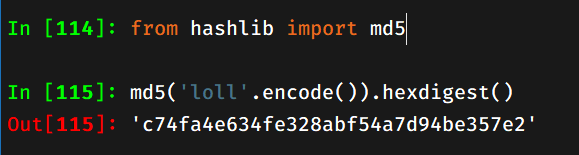 In [114]: from hashlib import md5
In [115]: md5('loll'.encode()).hexdigest()
Out[115]: 'c74fa4e634fe328abf54a7d94be357e2'